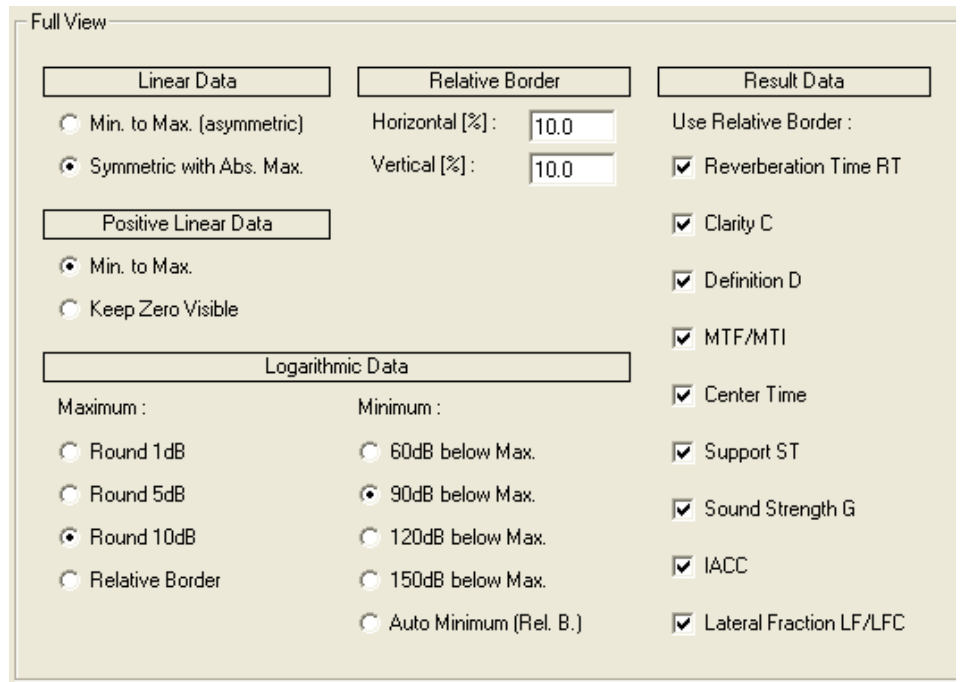 Full View
Linear Data
Min. to Max. (asymmetric)
Symmetric with Abs. Max.
Positive Linear Data
Min. to Max.
Keep Zero Visible
Relative Border
Horizontal [%] : 10.0
Vertical [%] : 10.0
Logarithmic Data
Maximum :
Round 1dB
Round 5dB
Round 10dB
Relative Border
Minimum :
60dB below Max.
90dB below Max.
120dB below Max.
150dB below Max.
Auto Minimum (Rel. B.)
Result Data
Use Relative Border :
Reverberation Time RT
Clarity C
Definition D
MTF/MTI
Center Time
Support ST
Sound Strength G
IACC
Lateral Fraction LF/LFC